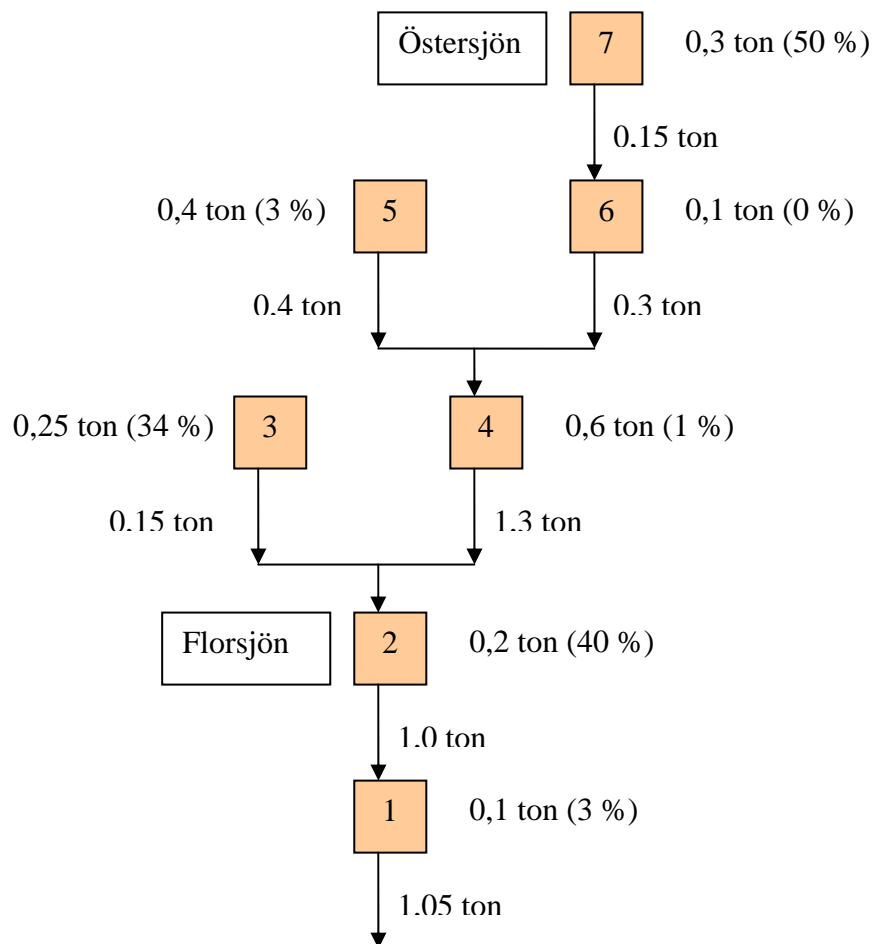 Östersjön 7 0,3 ton (50 %)
0,15 ton
0,4 ton (3 %) 5 6 0,1 ton (0 %)
0,4 ton 0,3 ton
0,25 ton (34 %) 3 4 0,6 ton (1 %)
0,15 ton 1,3 ton
Florsjön 2 0,2 ton (40 %)
1,0 ton
1 0,1 ton (3 %)
1,05 ton